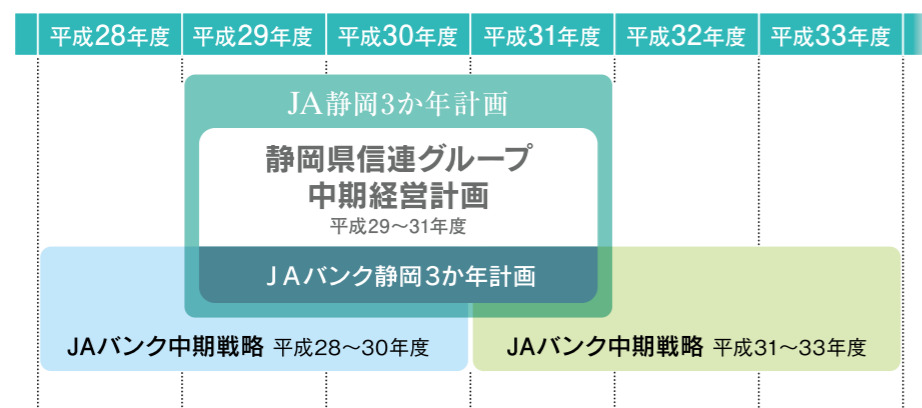 平成28年度 平成29年度 平成30年度 平成31年度 平成32年度 平成33年度
JA静岡3か年計画
静岡県信連グループ
中期経営計画
平成29〜31年度
JAバンク静岡3か年計画
JAバンク中期戦略 平成28〜30年度
JAバンク中期戦略 平成31〜33年度